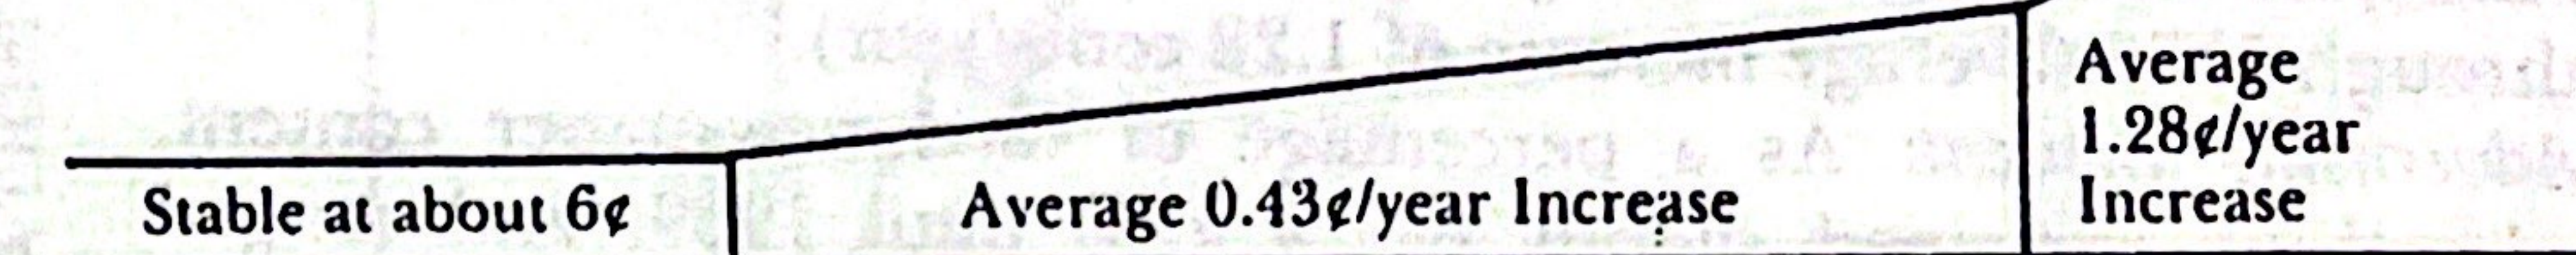 Stable at about 6¢
Average 0.43¢/year Increase
Average
1.28¢/year
Increase